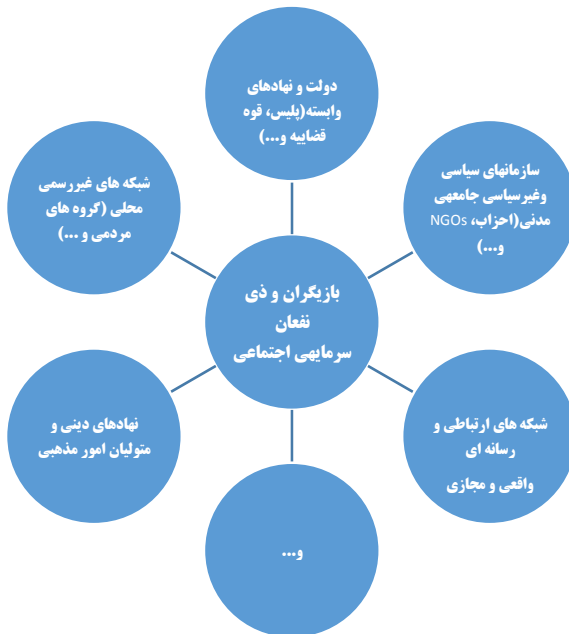 دولت و نهادهای
وابسته(پلیس، قوه
قضاییه و...)
سازمانهای سیاسی
وغیرسیاسی جامعهی
مدنی(احزاب، NGOs
و...)
شبکه های ارتباطی و
رسانه ای
واقعی و مجازی
و...
نهادهای دینی و
متولیان امور مذهبی
شبکه های غیررسمی
محلی (گروه های
مردمی و ...)
بازیگران و ذی
نفعان
سرمایهی اجتماعی